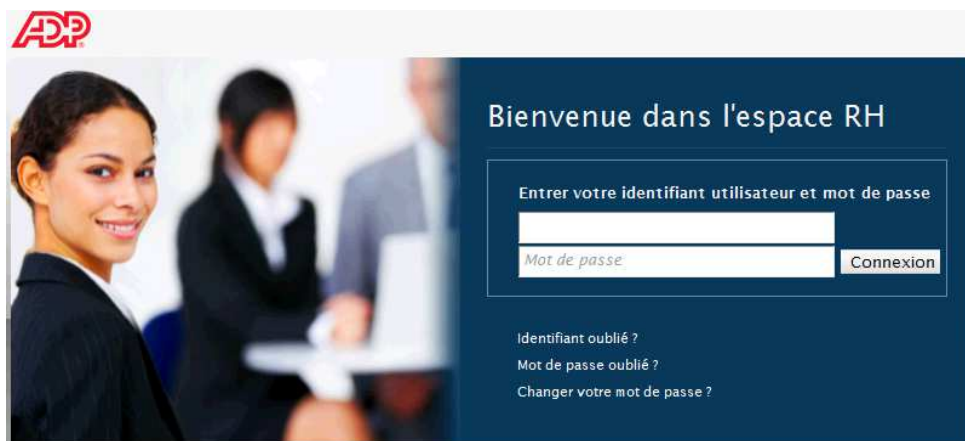 ADP
Bienvenue dans l'espace RH
Entrer votre identifiant utilisateur et mot de passe
Mot de passe
Connexion
Identifiant oublié ?
Mot de passe oublié ?
Changer votre mot de passe ?